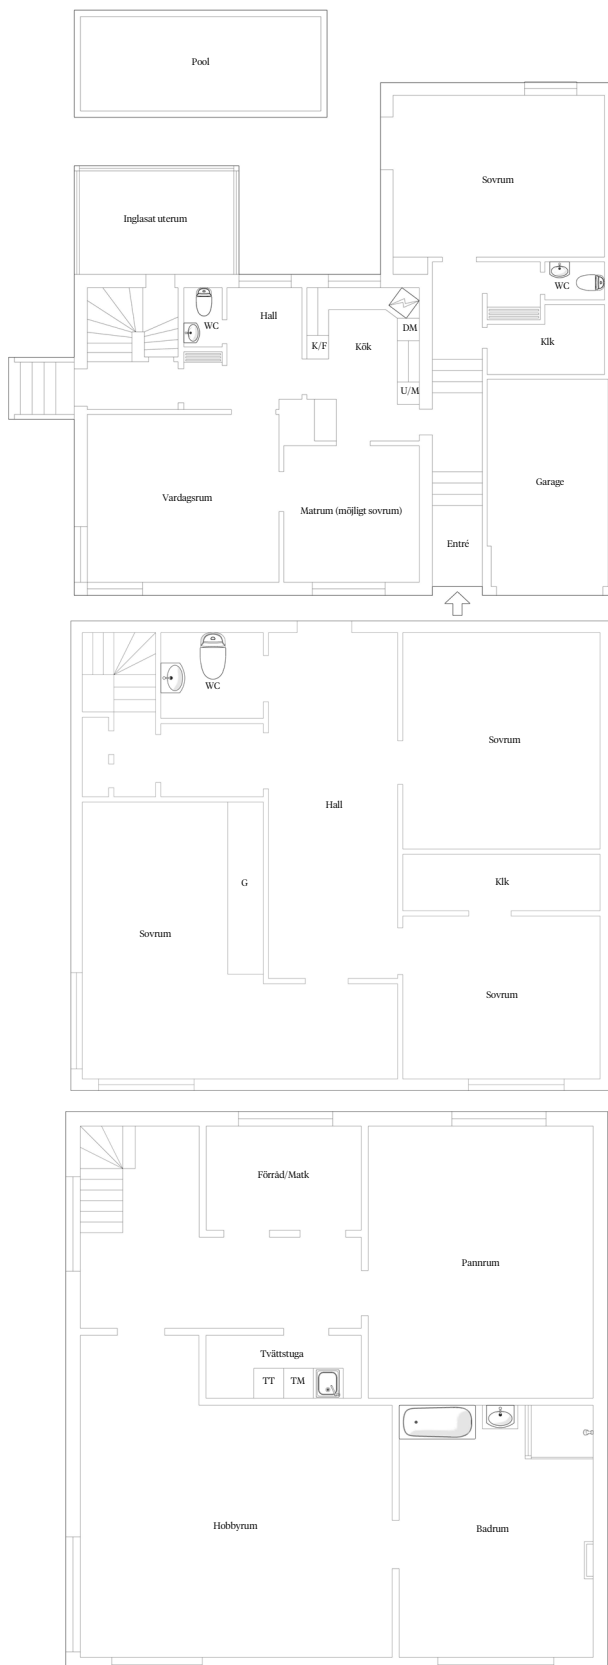 Pool
Sovrum
Inglasat uterum
WC
WC
Hall
DM
K/F
Kök
Klk
U/M
Garage
Vardagsrum
Matrum (möjligt sovrum)
Entré
WC
Sovrum
Hall
G
Klk
Sovrum
Sovrum
Förråd/Matk
Pannrum
Tvättstuga
TT
TM
Hobbyrum
Badrum